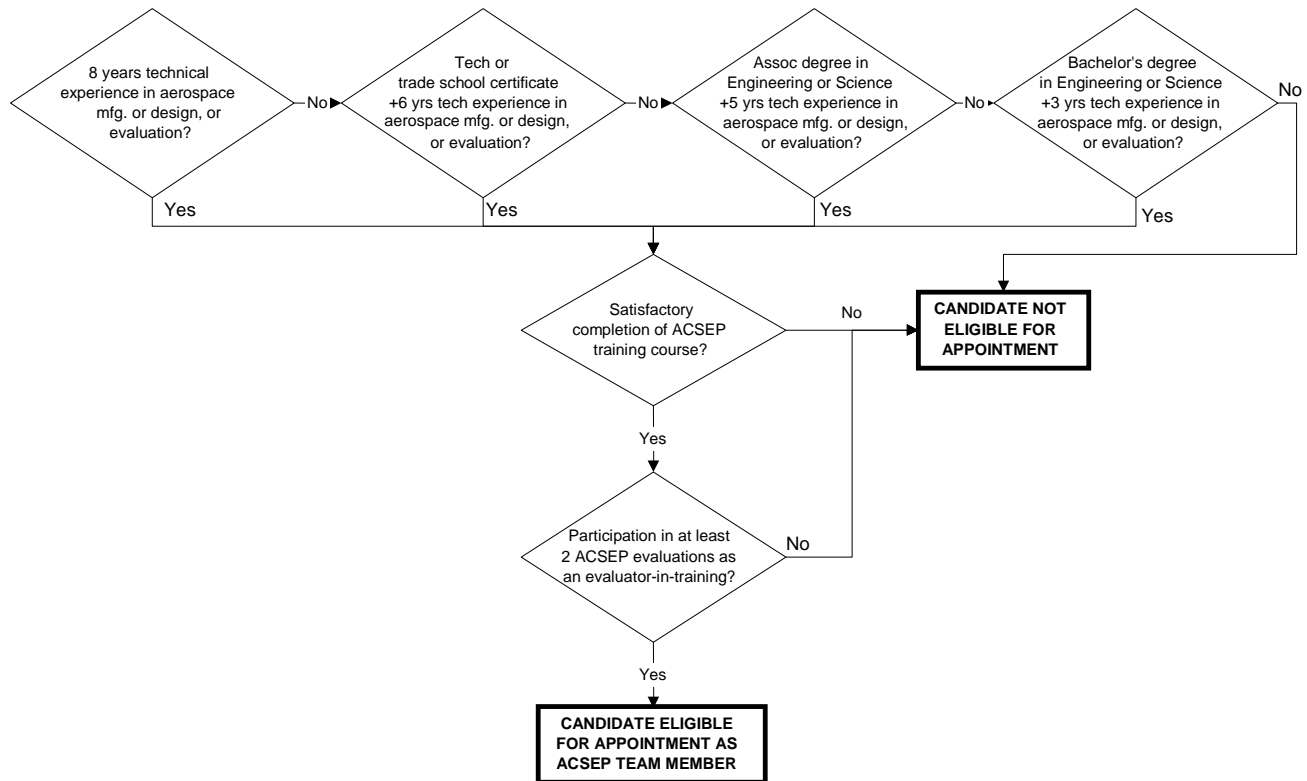 8 years technical
experience in aerospace
mfg. or design, or
evaluation?
No
Tech or
trade school certificate
+6 yrs tech experience in
aerospace mfg. or design,
or evaluation?
No
Assoc degree in
Engineering or Science
+5 yrs tech experience in
aerospace mfg. or design,
or evaluation?
No
Bachelor's degree
in Engineering or Science
+3 yrs tech experience in
aerospace mfg. or design,
or evaluation?
No
Yes
Yes
Yes
Yes
Satisfactory
completion of ACSEP
training course?
No
CANDIDATE NOT
ELIGIBLE FOR
APPOINTMENT
Yes
Participation in at least
2 ACSEP evaluations as
an evaluator-in-training?
No
Yes
CANDIDATE ELIGIBLE
FOR APPOINTMENT AS
ACSEP TEAM MEMBER